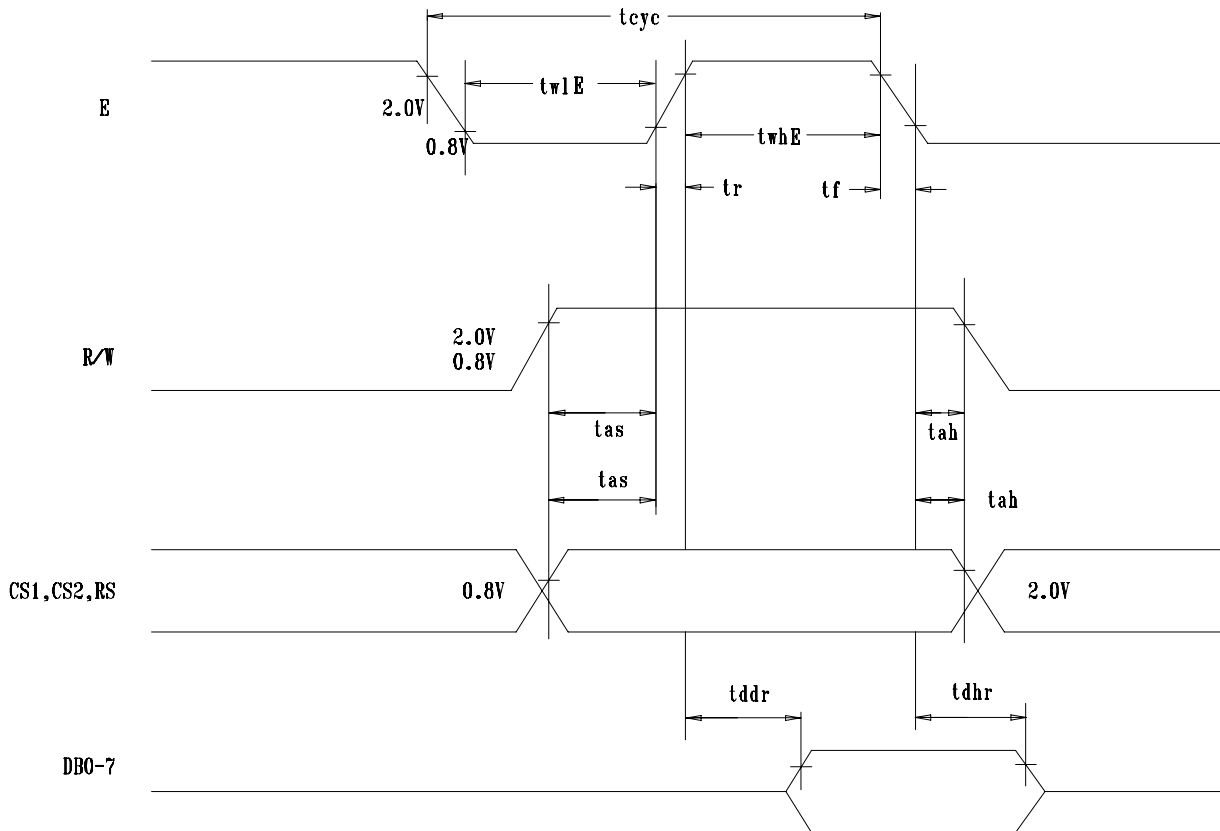 tcyc
twlE
E
2.0V
0.8V
twhE
tr
tf
2.0V
0.8V
R/W
tas
tah
tas
tah
CS1,CS2,RS
0.8V
2.0V
tddr
tdhr
DB0-7